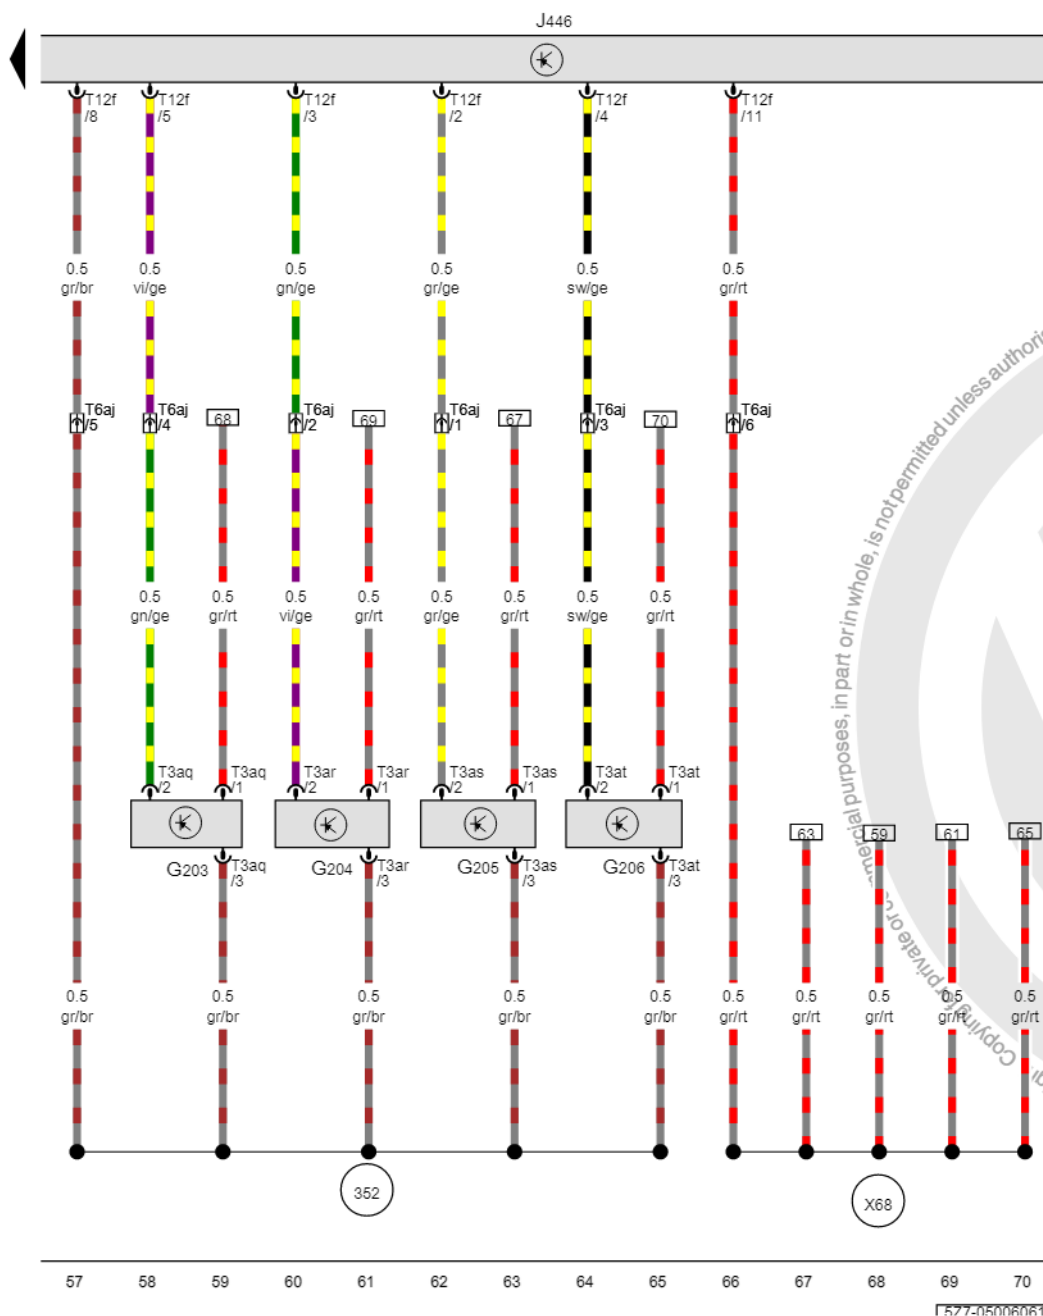 J446
T12f T12f T12f T12f T12f T12f
/8 /5 /3 /2 /4 /11
0.5 0.5 0.5 0.5 0.5 0.5
gr/br vi/ge gn/ge gr/ge sw/ge gr/rt
T6aj T6aj T6aj T6aj T6aj T6aj
/5 /4 68 /2 69 /1 67 /3 70 /6
0.5 0.5 0.5 0.5 0.5 0.5 0.5 0.5
gn/ge gr/rt vi/ge gr/rt gr/ge gr/rt sw/ge gr/rt
T3aq T3aq T3ar T3ar T3as T3as T3at T3at
/2 /1 /2 /1 /2 /1 /2 /1
63 59 61 65
G203 T3aq G204 T3ar G205 T3as G206 T3at
/3 /3 /3 /3
0.5 0.5 0.5 0.5 0.5 0.5 0.5 0.5 0.5 0.5
gr/br gr/br gr/br gr/br gr/br gr/rt gr/rt gr/rt gr/rt gr/rt
352 X68
57 58 59 60 61 62 63 64 65 66 67 68 69 70
5Z7-05006061
Copying for private or commercial purposes, in part or in whole, is not permitted unless